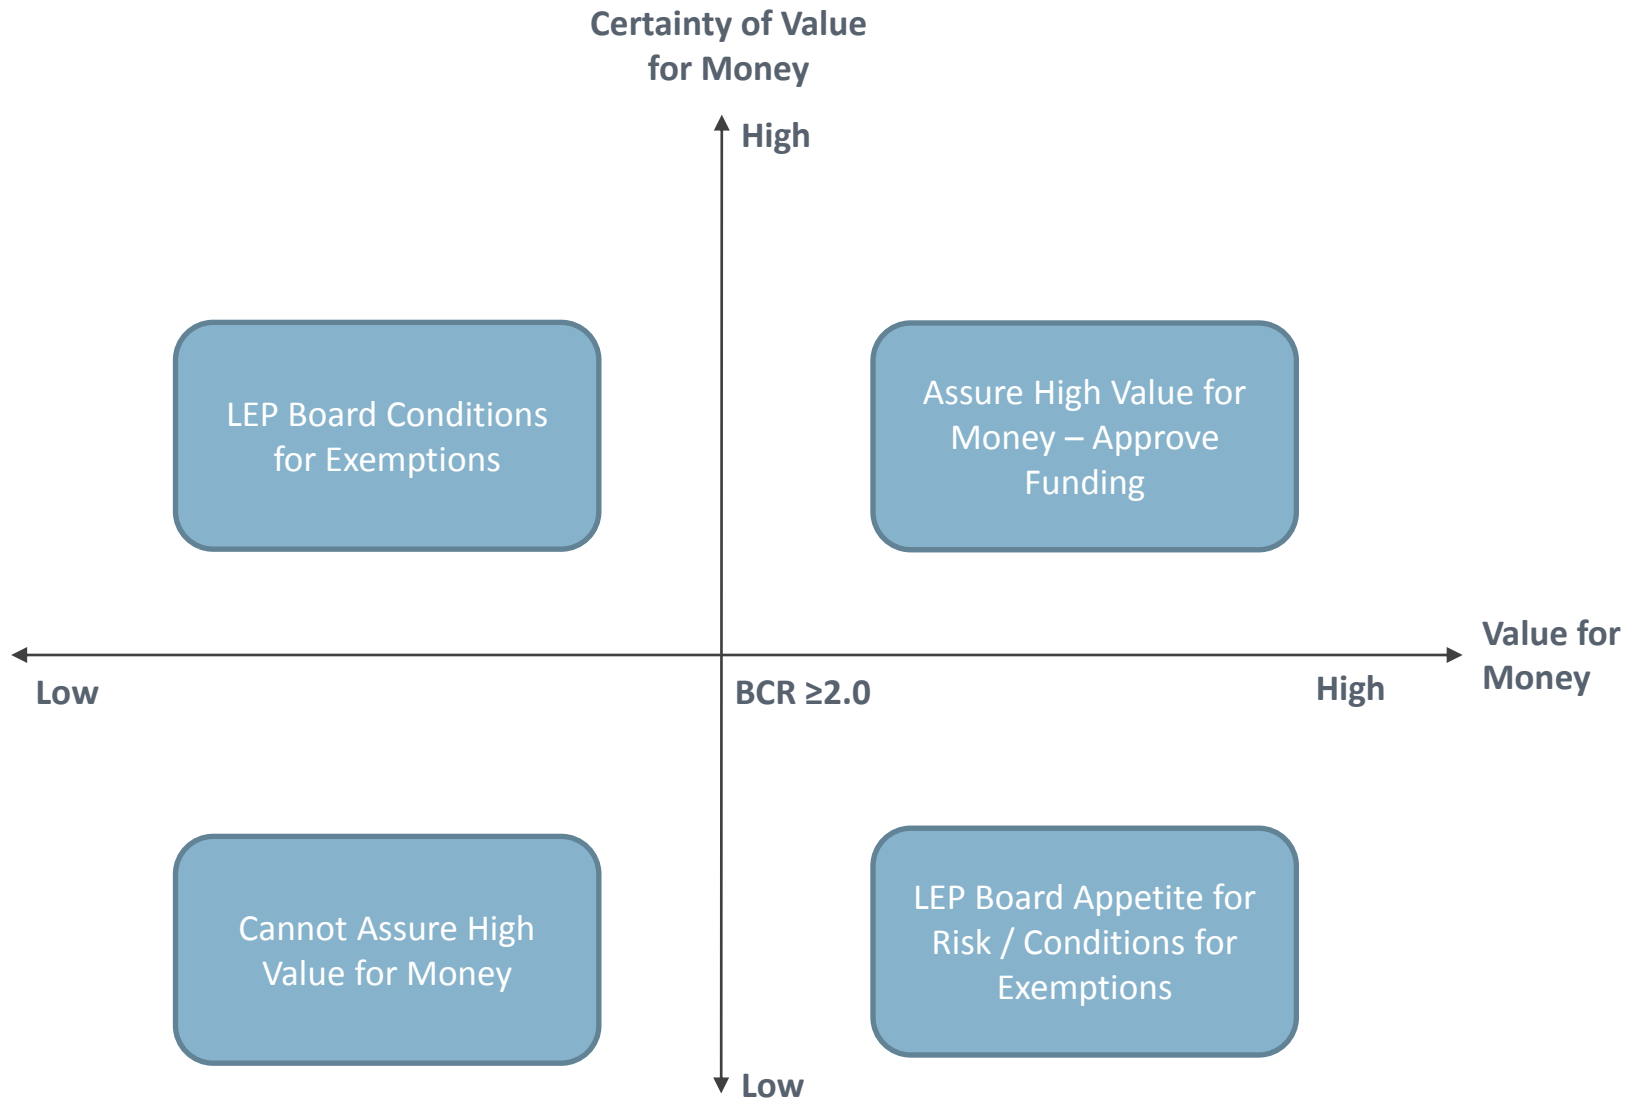 Certainty of Value
for Money
High
LEP Board Conditions
for Exemptions
Assure High Value for
Money – Approve
Funding
Value for
Money
Low
BCR ≥2.0
High
Cannot Assure High
Value for Money
LEP Board Appetite for
Risk / Conditions for
Exemptions
Low